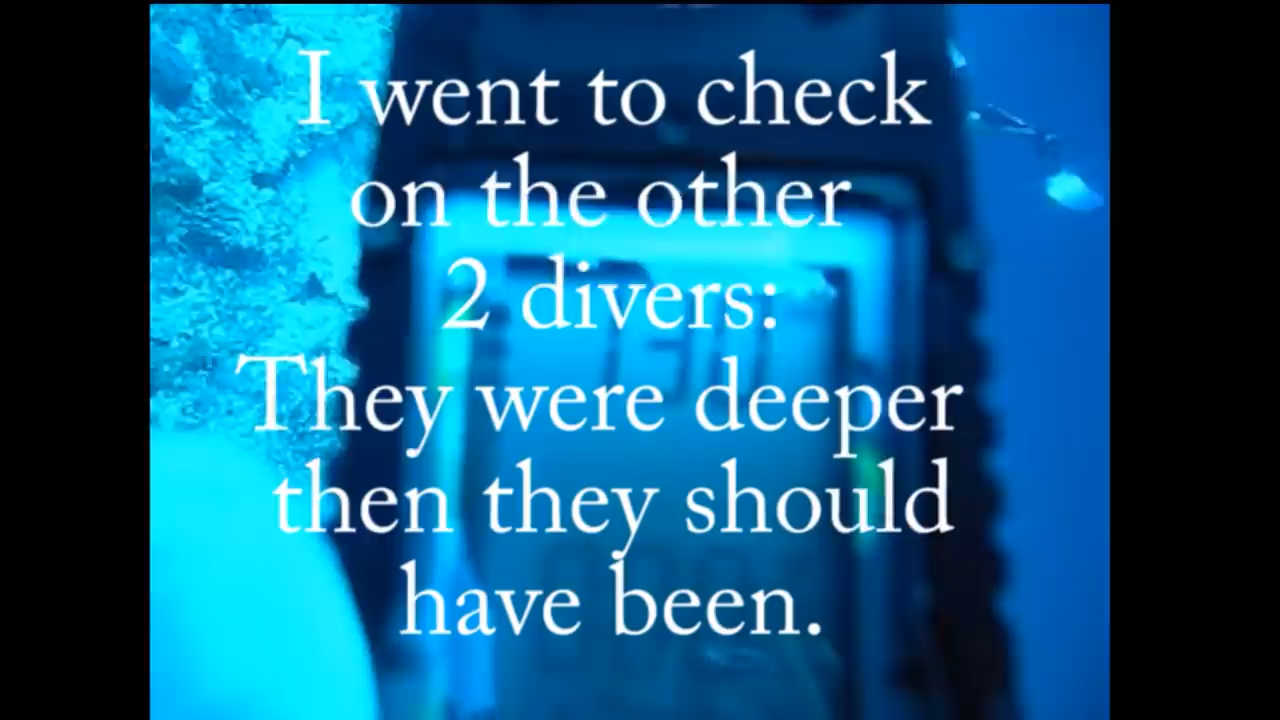 I went to check
on the other
2 divers:
They were deeper
then they should
have been.